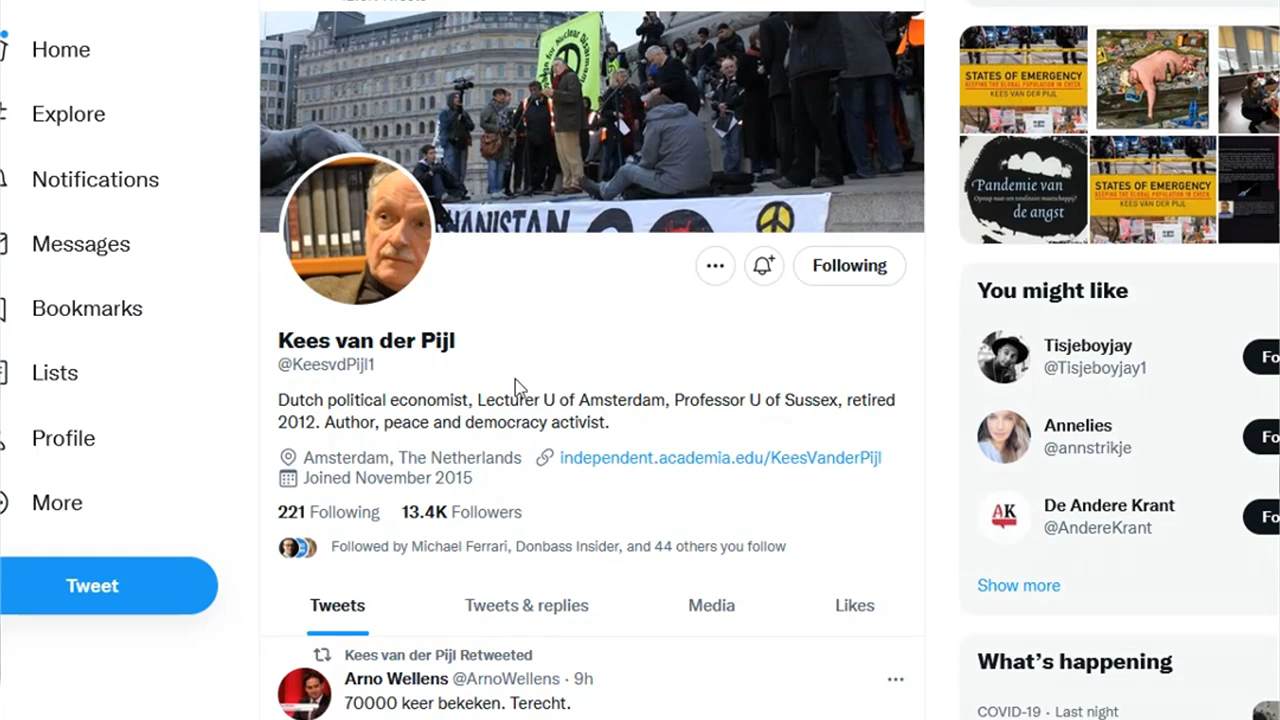 Home
Explore
Notifications
Messages
Bookmarks
Lists
Profile
More
Tweet
Nuclear Disarmament
Following
Kees van der Pijl
@KeesvdPijl1
Dutch political economist, Lecturer U of Amsterdam, Professor U of Sussex, retired
2012. Author, peace and democracy activist.
Amsterdam, The Netherlands
independent.academia.edu/KeesVanderPijl
Joined November 2015
221 Following 13.4K Followers
Followed by Michael Ferrari, Donbass Insider, and 44 others you follow
Tweets
Tweets & replies
Media
Likes
Kees van der Pijl Retweeted
Arno Wellens @ArnoWellens · 9h
70000 keer bekeken. Terecht.
STATES OF EMERGENCY
KEEPING THE GLOBAL POPULATION IN CHECK
KEES VAN DER PIJL
Pandemie van
de angst
STATES OF EMERGENCY
KEEPING THE GLOBAL POPULATION IN CHECK
KEES VAN DER PIJL
You might like
Tisjeboyjay
@Tisjeboyjay1
Fo
Annelies
@annstrikje
Fo
AK
De Andere Krant
@AndereKrant
Fo
Show more
What's happening
COVID-19 · Last night